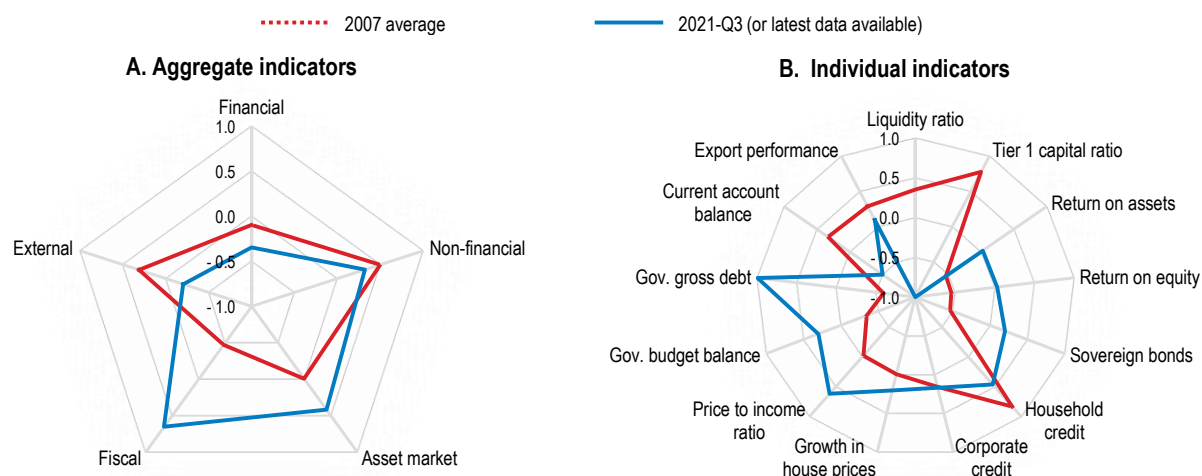 2007 average
2021-Q3 (or latest data available)
A. Aggregate indicators
Financial
1.0
0.5
0.0
- 0.5
- 1.0
External
Non-financial
Fiscal
Asset market
B. Individual indicators
Liquidity ratio
1.0
0.5
0.0
-0.5
-1.0
Export performance
Tier 1 capital ratio
Current account
balance
Return on assets
Gov. gross debt
Return on equity
Gov. budget balance
Sovereign bonds
Price to income
ratio
Household
credit
Growth in
house prices
Corporate
credit